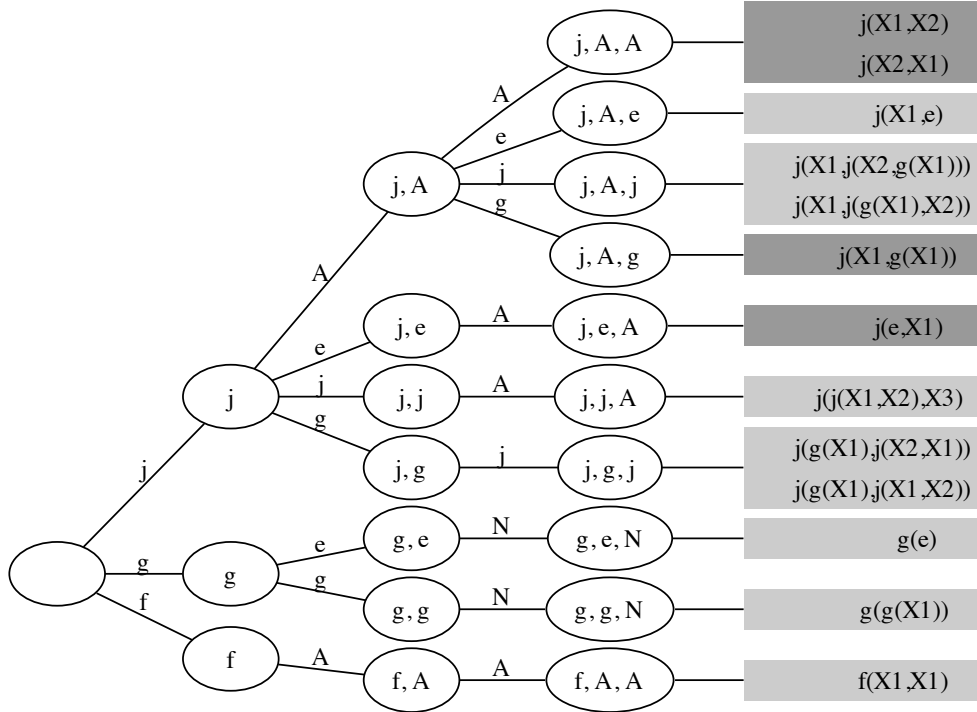 j, A, A
j(X1,X2)
j(X2,X1)
A
j, A, e
j(X1,e)
e
j, A
j
j, A, j
j(X1,j(X2,g(X1)))
j(X1,j(g(X1),X2))
g
j, A, g
j(X1,g(X1))
A
j, e
A
j, e, A
j(e,X1)
e
j
j
j, j
A
j, j, A
j(j(X1,X2),X3)
g
j, g
j
j, g, j
j(g(X1),j(X2,X1))
j(g(X1),j(X1,X2))
j
g, e
N
g, e, N
g(e)
e
g
g
g
g, g
N
g, g, N
g(g(X1))
f
f
A
f, A
A
f, A, A
f(X1,X1)